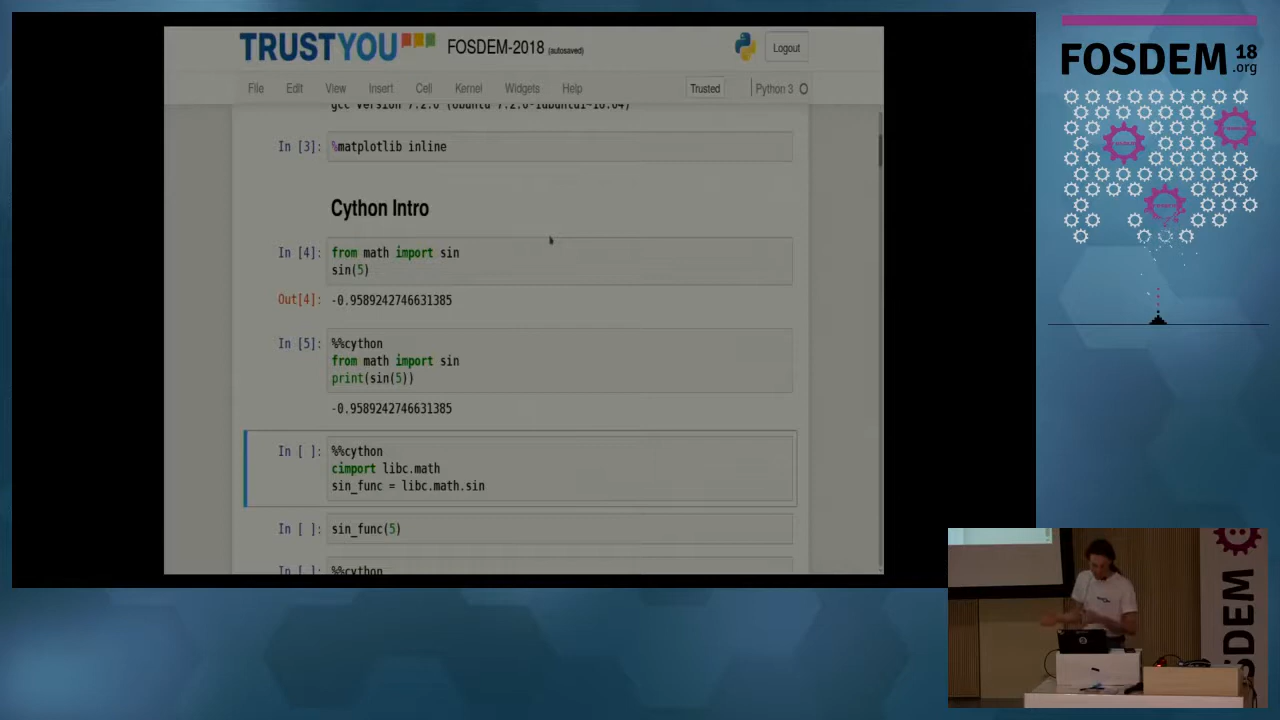 TRUSTYOU FOSDEM-2018 (autosaved) Logout
File Edit View Insert Cell Kernel Widgets Help Trusted Python 3
In [3]: %matplotlib inline
Cython Intro
In [4]: from math import sin
sin(5)
Out[4]: -0.9589242746631385
In [5]: %%cython
from math import sin
print(sin(5))
-0.9589242746631385
In [ ]: %%cython
cimport libc.math
sin_func = libc.math.sin
In [ ]: sin_func(5)
In [ ]: %%cython
FOSDEM 18
.org
SDEM